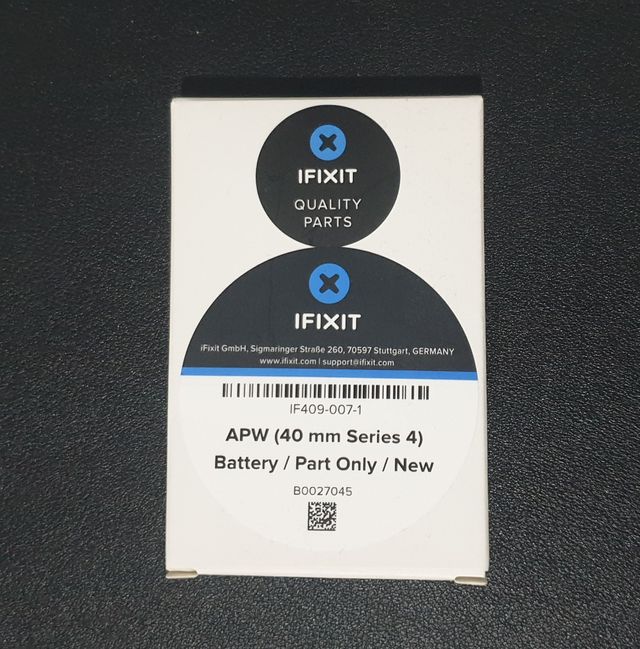 IFIXIT
QUALITY
PARTS
IFIXIT
iFixit GmbH, Sigmaringer Straße 260, 70597 Stuttgart, GERMANY
www.ifixit.com | support@ifixit.com
IF409-007-1
APW (40 mm Series 4)
Battery / Part Only / New
B0027045